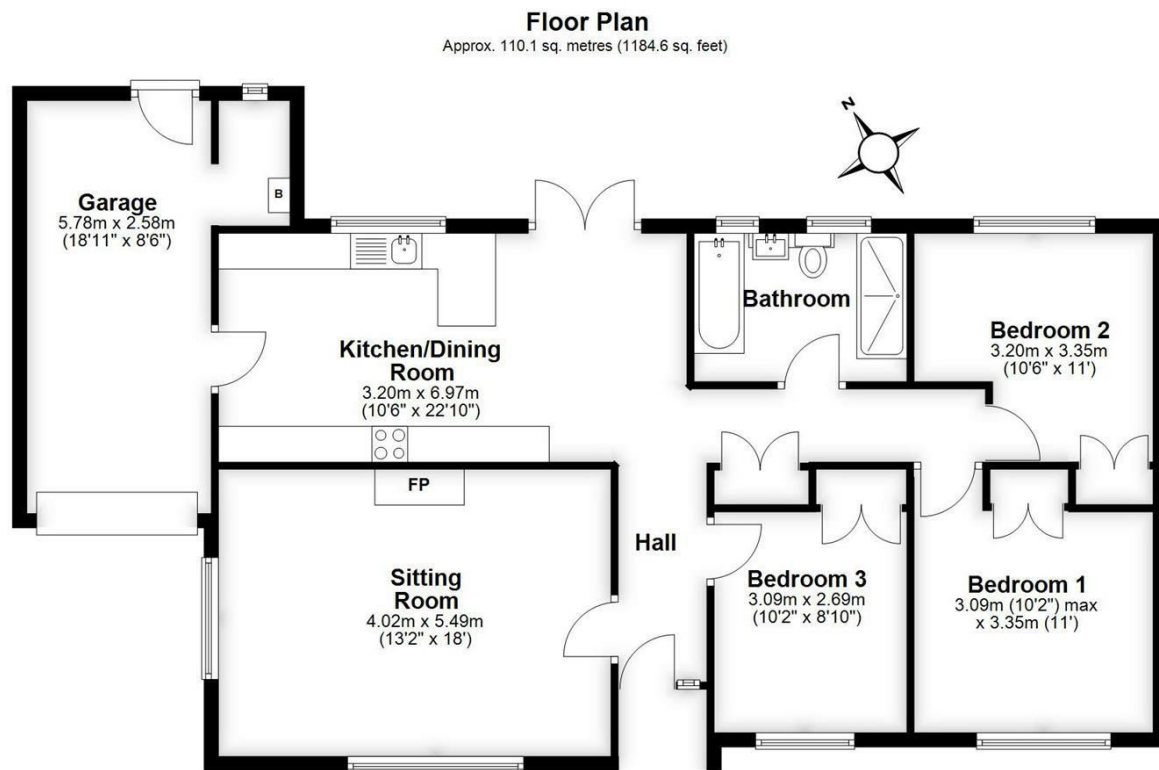 Floor Plan
Approx. 110.1 sq. metres (1184.6 sq. feet)
N
Garage
5.78m x 2.58m
(18'11" x 8'6")
B
Kitchen/Dining
Room
3.20m x 6.97m
(10'6" x 22'10")
Bathroom
Bedroom 2
3.20m x 3.35m
(10'6" x 11')
FP
Sitting
Room
4.02m x 5.49m
(13'2" x 18')
Hall
Bedroom 3
3.09m x 2.69m
(10'2" x 8'10")
Bedroom 1
3.09m (10'2") max
x 3.35m (11')